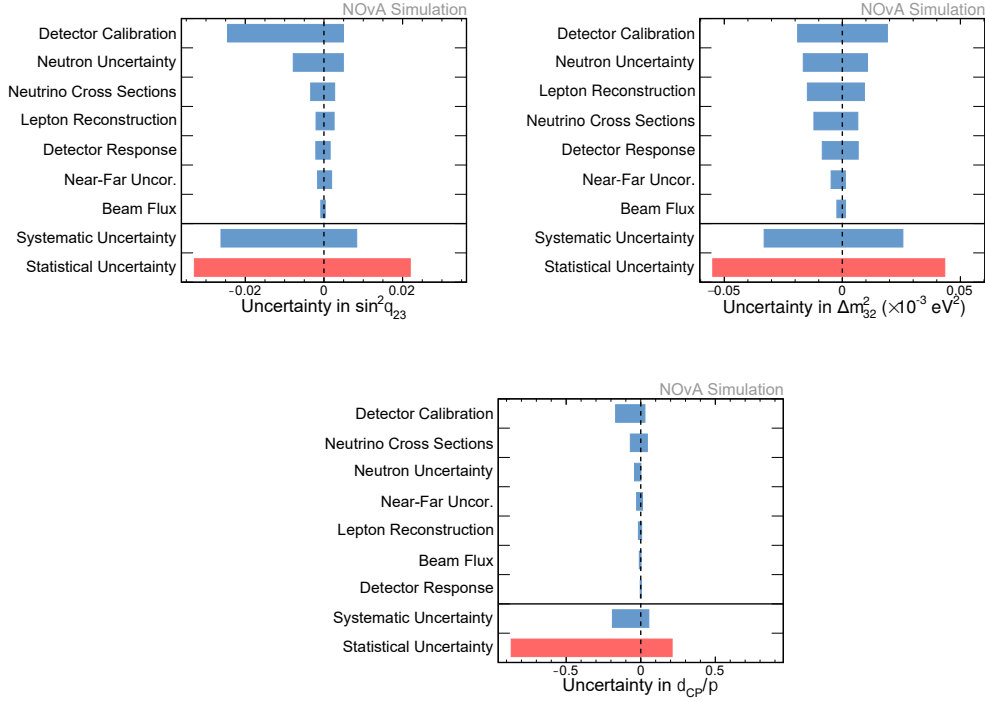 NOvA Simulation
Detector Calibration
Neutron Uncertainty
Neutrino Cross Sections
Lepton Reconstruction
Detector Response
Near-Far Uncor.
Beam Flux
Systematic Uncertainty
Statistical Uncertainty
−0.02 0 0.02
Uncertainty in sin²q₂₃
NOvA Simulation
Detector Calibration
Neutron Uncertainty
Lepton Reconstruction
Neutrino Cross Sections
Detector Response
Near-Far Uncor.
Beam Flux
Systematic Uncertainty
Statistical Uncertainty
−0.05 0 0.05
Uncertainty in Δm²₃₂ (×10⁻³ eV²)
NOvA Simulation
Detector Calibration
Neutrino Cross Sections
Neutron Uncertainty
Near-Far Uncor.
Lepton Reconstruction
Beam Flux
Detector Response
Systematic Uncertainty
Statistical Uncertainty
−0.5 0 0.5
Uncertainty in d_CP/p